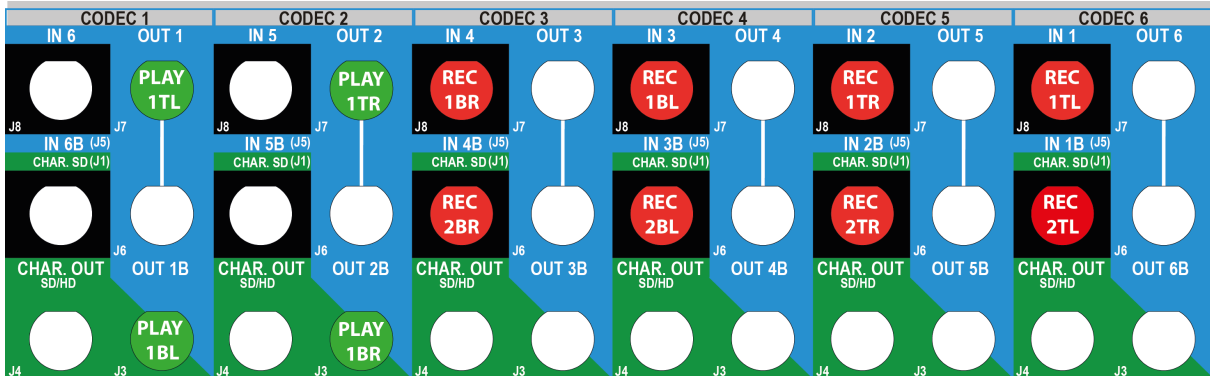 CODEC 1 CODEC 2 CODEC 3 CODEC 4 CODEC 5 CODEC 6
IN 6 OUT 1 IN 5 OUT 2 IN 4 OUT 3 IN 3 OUT 4 IN 2 OUT 5 IN 1 OUT 6
PLAY PLAY REC REC REC REC
1TL 1TR 1BR 1BL 1TR 1TL
J8 J7 J8 J7 J8 J7 J8 J7 J8 J7 J8 J7
IN 6B (J5) IN 5B (J5) IN 4B (J5) IN 3B (J5) IN 2B (J5) IN 1B (J5)
CHAR. SD (J1) CHAR. SD (J1) CHAR. SD (J1) CHAR. SD (J1) CHAR. SD (J1) CHAR. SD (J1)
REC REC REC REC
2BR 2BL 2TR 2TL
J6 J6 J6 J6 J6 J6
CHAR. OUT OUT 1B CHAR. OUT OUT 2B CHAR. OUT OUT 3B CHAR. OUT OUT 4B CHAR. OUT OUT 5B CHAR. OUT OUT 6B
SD/HD SD/HD SD/HD SD/HD SD/HD SD/HD
PLAY PLAY
1BL 1BR
J4 J3 J4 J3 J4 J3 J4 J3 J4 J3 J4 J3